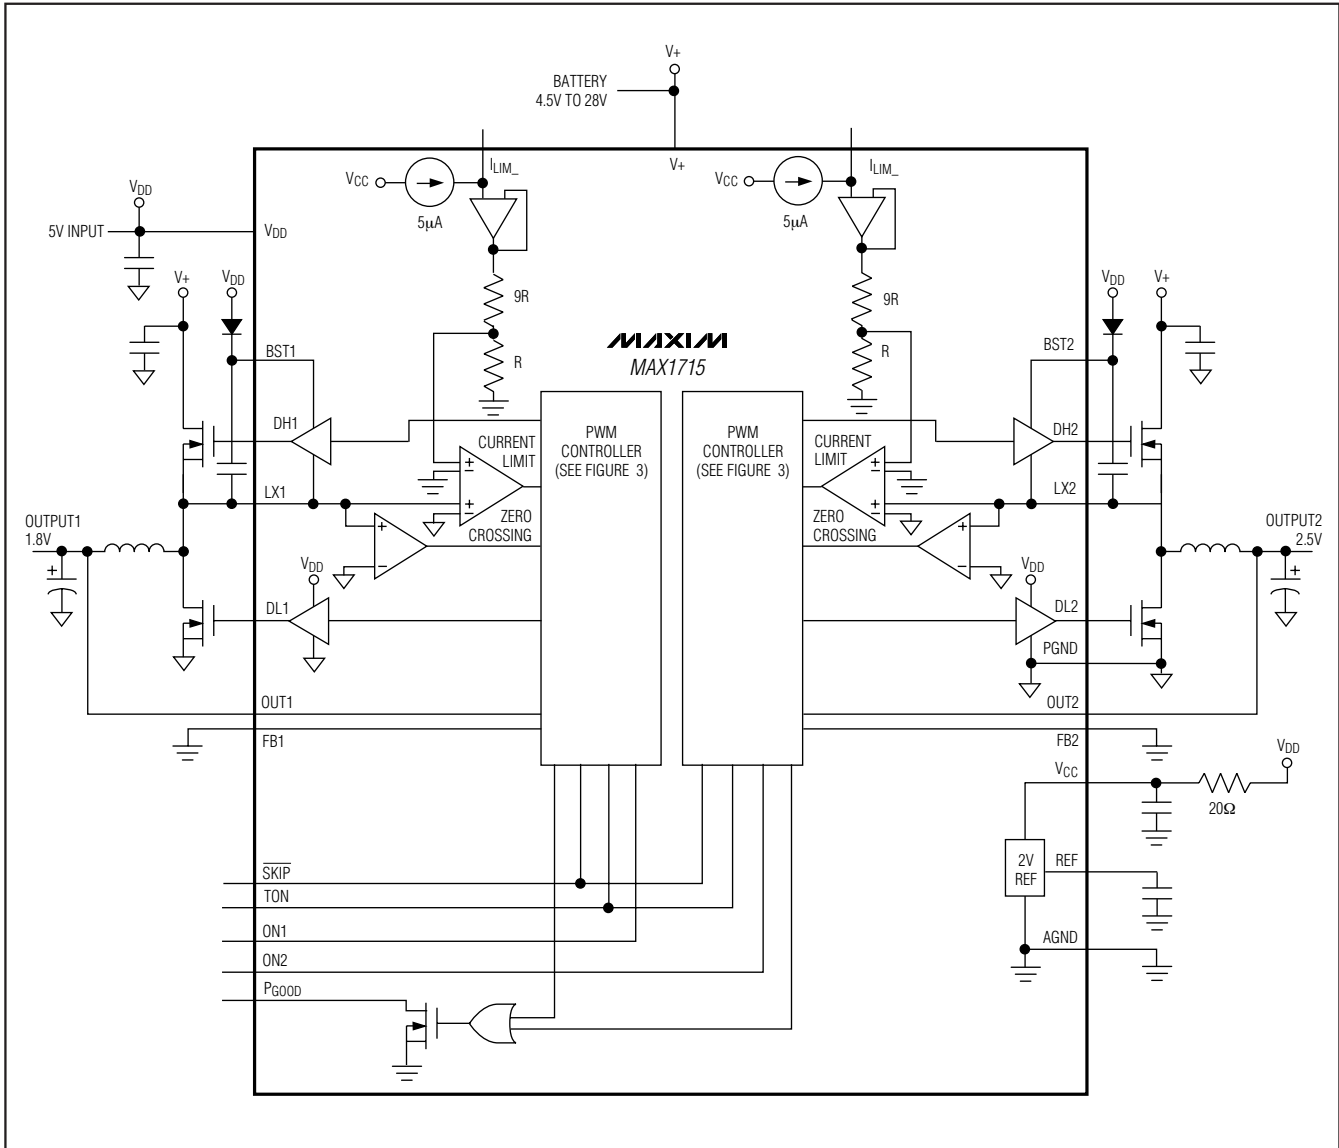 V+
BATTERY
4.5V TO 28V
V+
ILIM_
ILIM_
VCC
VCC
5µA
5µA
VDD
5V INPUT
VDD
V+
VDD
VDD
V+
9R
9R
MAXIM
MAX1715
R
R
BST1
BST2
DH1
DH2
CURRENT
LIMIT
PWM
CONTROLLER
(SEE FIGURE 3)
PWM
CONTROLLER
(SEE FIGURE 3)
CURRENT
LIMIT
+
–
+
–
+
–
+
–
LX1
LX2
ZERO
CROSSING
ZERO
CROSSING
+
–
+
–
OUTPUT1
1.8V
OUTPUT2
2.5V
+
+
VDD
VDD
DL1
DL2
PGND
OUT1
OUT2
FB1
FB2
VDD
VCC
20Ω
2V
REF
REF
SKIP
TON
ON1
AGND
ON2
PGOOD